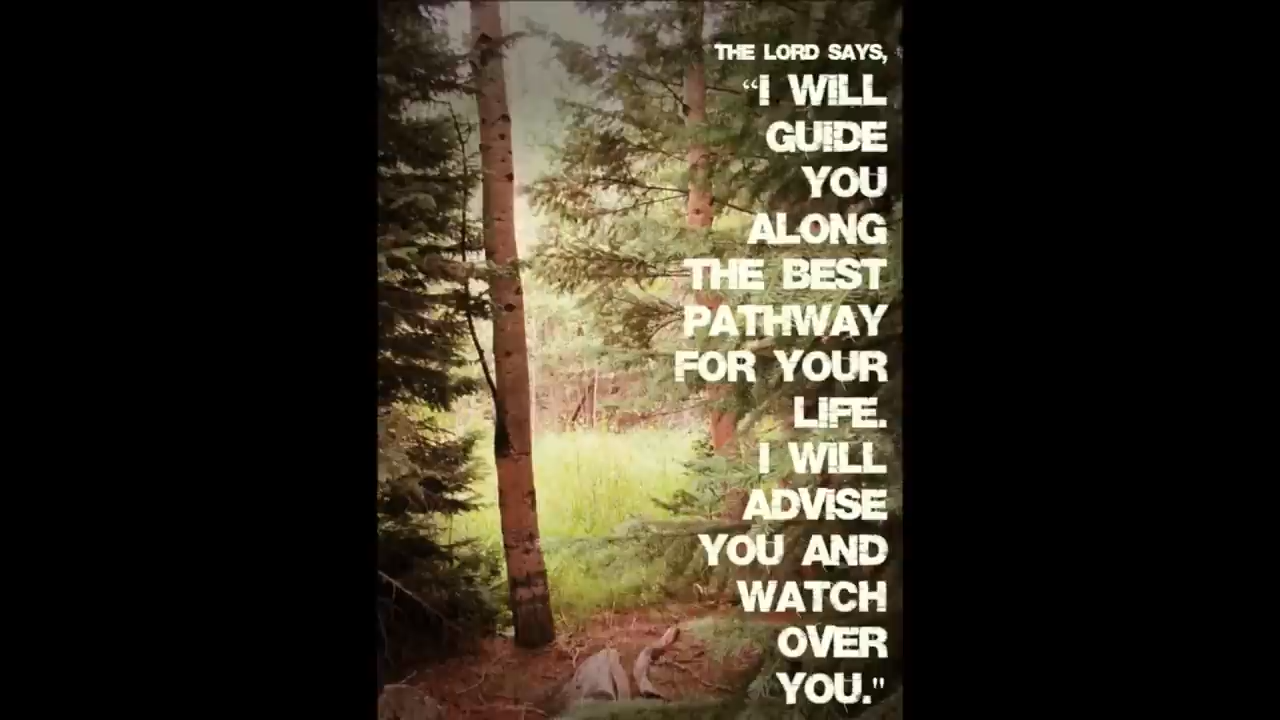 THE LORD SAYS,
“I WILL
GUIDE
YOU
ALONG
THE BEST
PATHWAY
FOR YOUR
LIFE.
I WILL
ADVISE
YOU AND
WATCH
OVER
YOU."